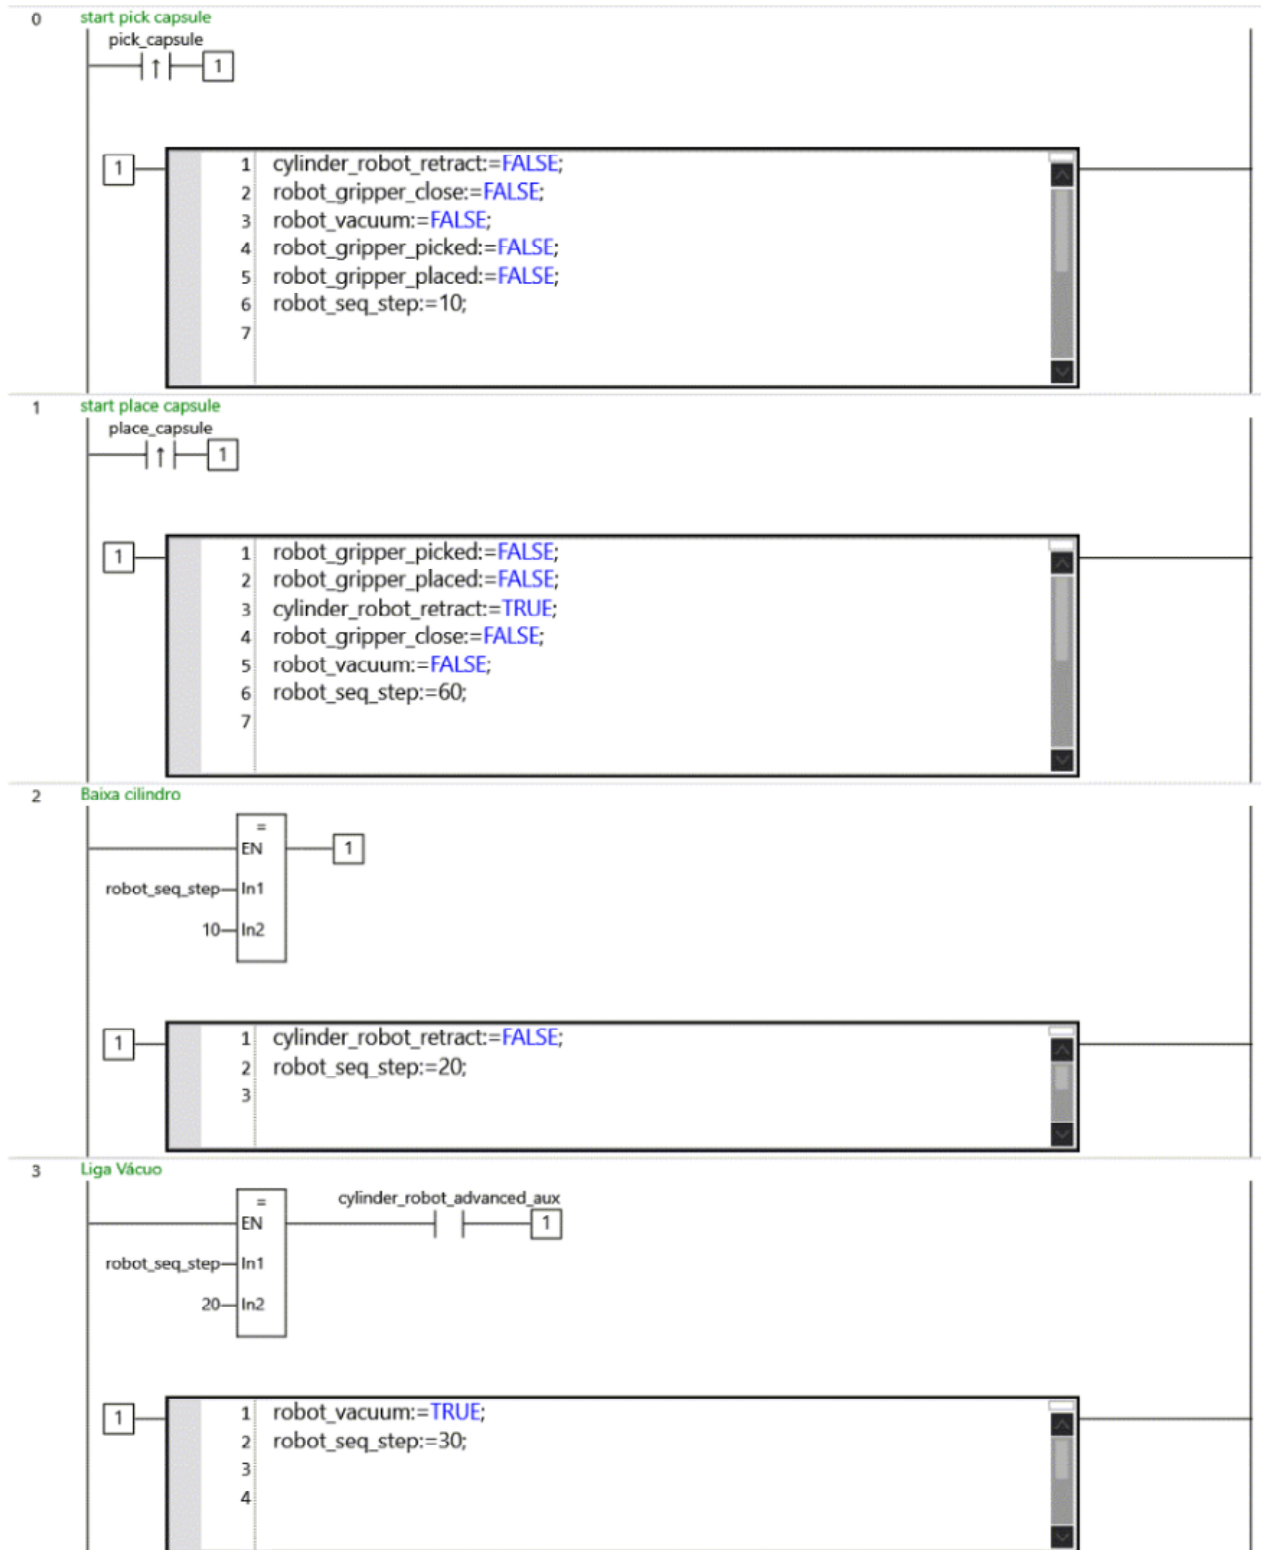 0 start pick capsule
pick_capsule
↑ 1
1
1 cylinder_robot_retract:=FALSE;
2 robot_gripper_close:=FALSE;
3 robot_vacuum:=FALSE;
4 robot_gripper_picked:=FALSE;
5 robot_gripper_placed:=FALSE;
6 robot_seq_step:=10;
7
1 start place capsule
place_capsule
↑ 1
1
1 robot_gripper_picked:=FALSE;
2 robot_gripper_placed:=FALSE;
3 cylinder_robot_retract:=TRUE;
4 robot_gripper_close:=FALSE;
5 robot_vacuum:=FALSE;
6 robot_seq_step:=60;
7
2 Baixa cilindro
=
EN 1
robot_seq_step In1
10 In2
1
1 cylinder_robot_retract:=FALSE;
2 robot_seq_step:=20;
3
3 Liga Vácuo
= cylinder_robot_advanced_aux
EN 1
robot_seq_step In1
20 In2
1
1 robot_vacuum:=TRUE;
2 robot_seq_step:=30;
3
4